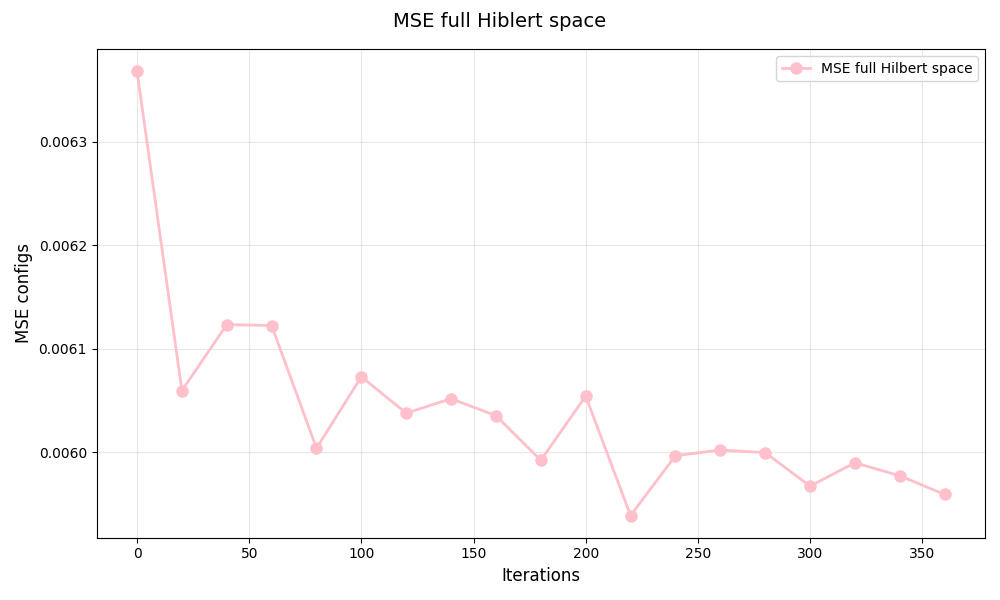 MSE full Hiblert space
MSE full Hilbert space
MSE configs
0.0063
0.0062
0.0061
0.0060
0 50 100 150 200 250 300 350
Iterations